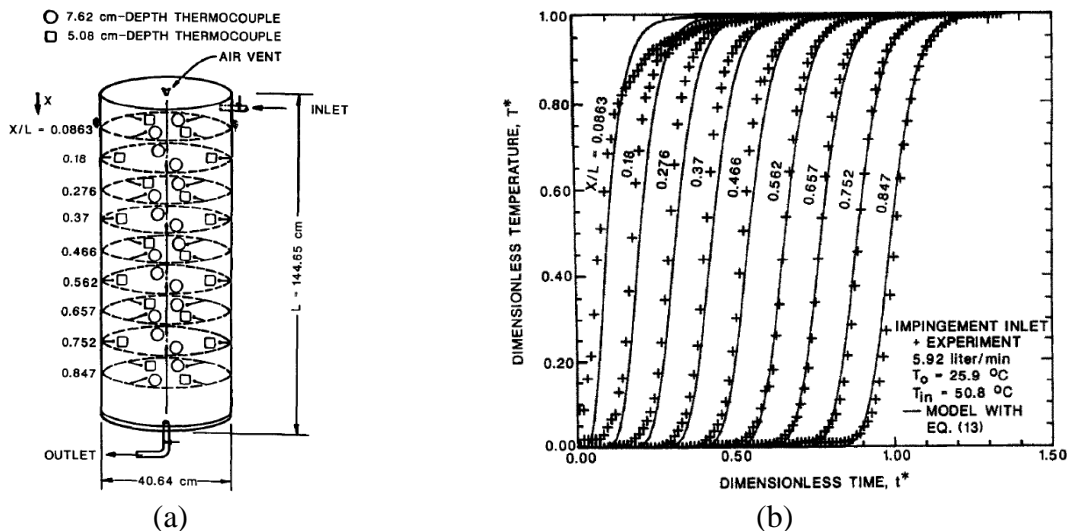 ○ 7.62 cm-DEPTH THERMOCOUPLE
□ 5.08 cm-DEPTH THERMOCOUPLE
AIR VENT
X
INLET
X/L = 0.0863
0.18
0.276
0.37
0.466
0.562
0.657
0.752
0.847
L - 144.65 cm
OUTLET
40.64 cm
(a)
DIMENSIONLESS TEMPERATURE, T*
1.00
0.80
0.60
0.40
0.20
0.00
X/L = 0.0863
0.18
0.276
0.37
0.466
0.562
0.657
0.752
0.847
IMPINGEMENT INLET
+ EXPERIMENT
5.92 liter/min
To = 25.9 °C
Tin = 50.8 °C
— MODEL WITH
EQ. (13)
0.00
0.50
1.00
1.50
DIMENSIONLESS TIME, t*
(b)